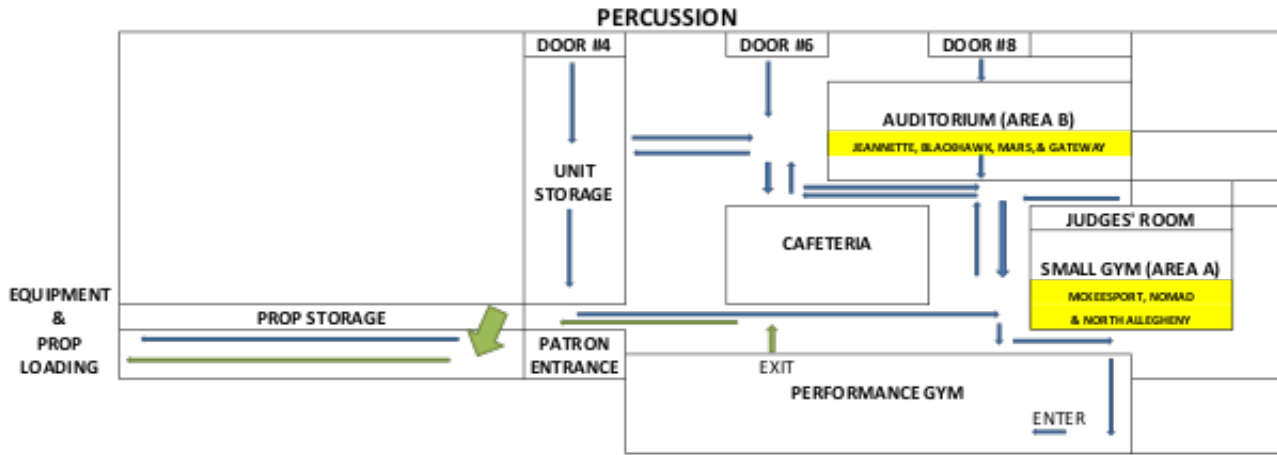 PERCUSSION
DOOR #4
DOOR #6
DOOR #8
AUDITORIUM (AREA B)
JEANNETTE, BLACKHAWK, MARS, & GATEWAY
UNIT
STORAGE
CAFETERIA
JUDGES' ROOM
SMALL GYM (AREA A)
MCKEESPORT, NOMAD
& NORTH ALLEGHENY
EQUIPMENT
&
PROP
LOADING
PROP STORAGE
PATRON
ENTRANCE
EXIT
PERFORMANCE GYM
ENTER